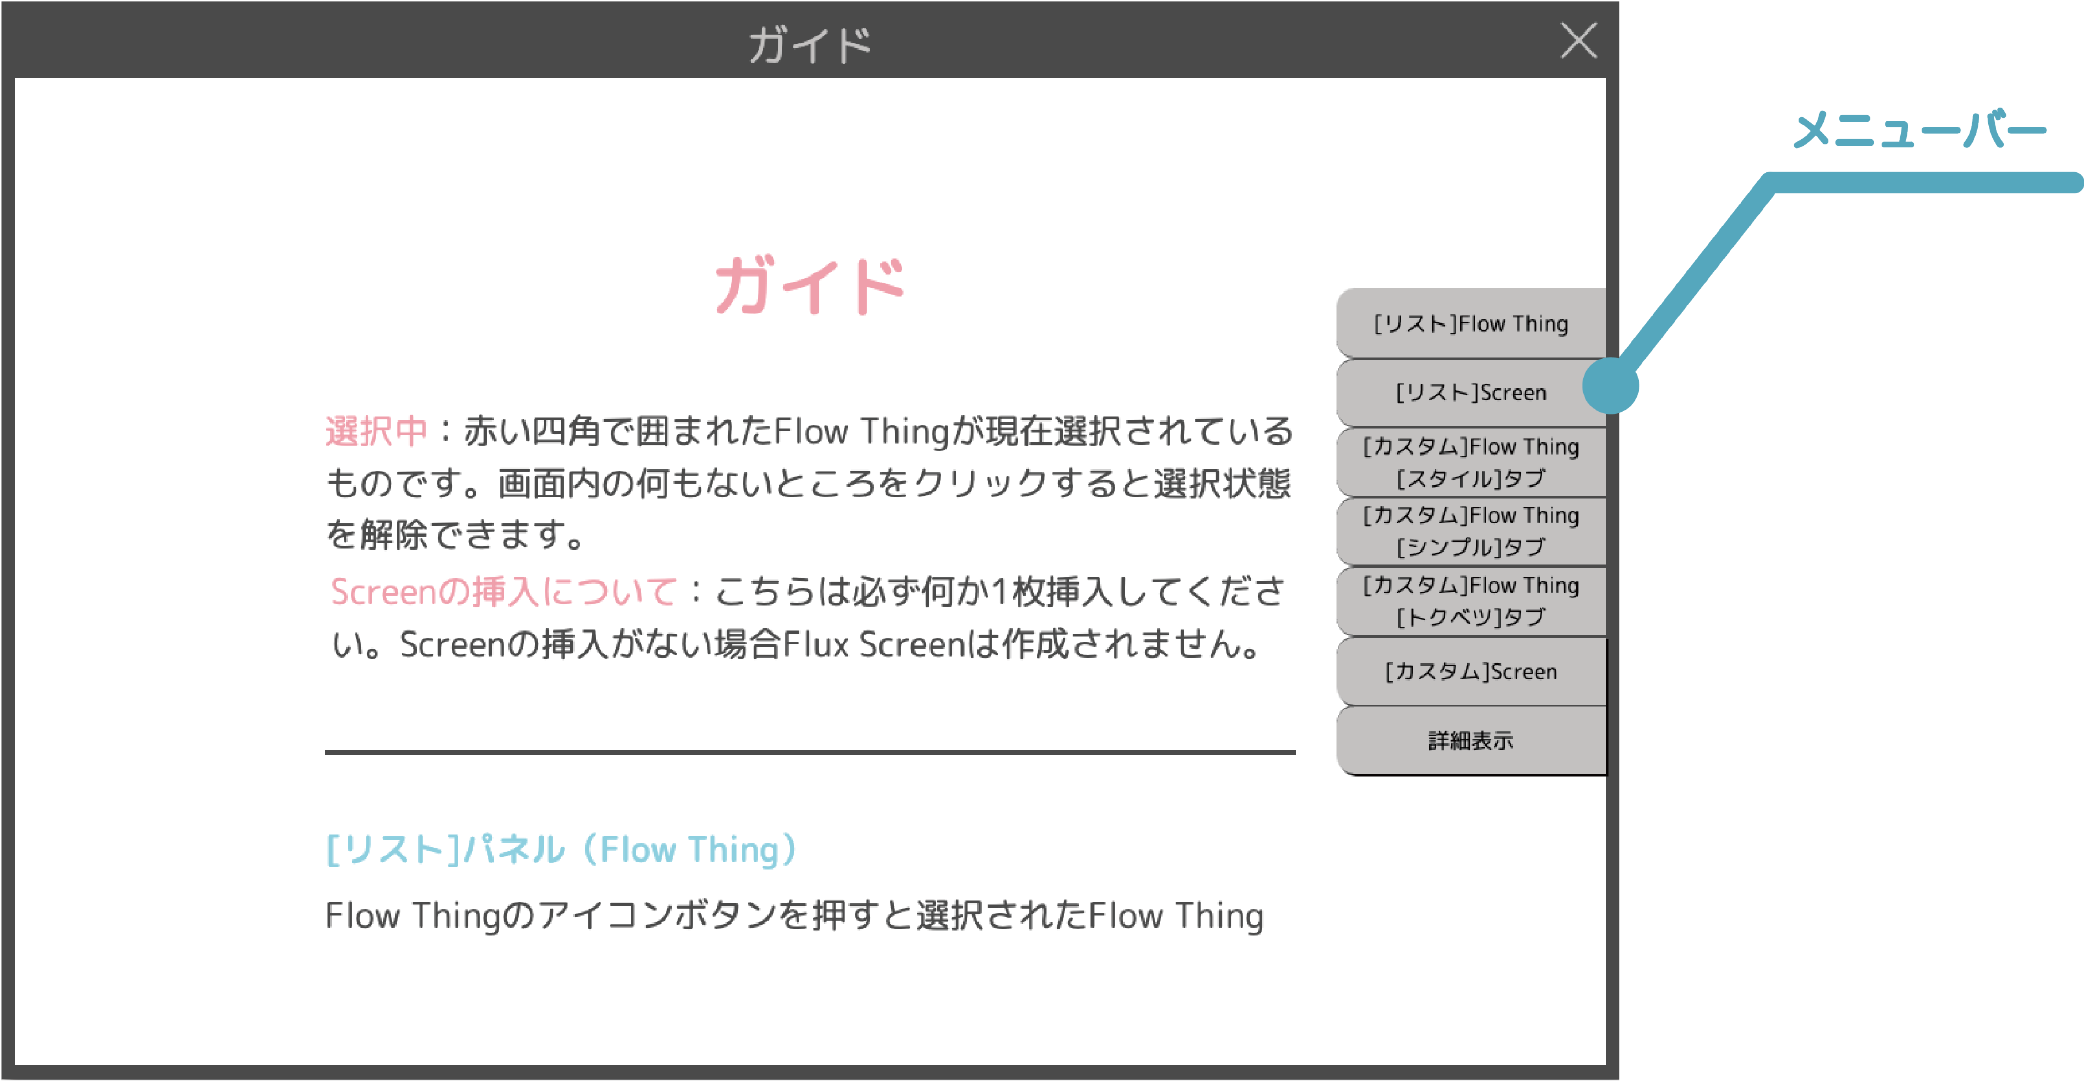 ガイド
メニューバー
ガイド
選択中：赤い四角で囲まれたFlow Thingが現在選択されている
ものです。画面内の何もないところをクリックすると選択状態
を解除できます。
Screenの挿入について：こちらは必ず何か1枚挿入してくださ
い。Screenの挿入がない場合Flux Screenは作成されません。
[リスト]パネル（Flow Thing）
Flow Thingのアイコンボタンを押すと選択されたFlow Thing
[リスト]Flow Thing
[リスト]Screen
[カスタム]Flow Thing
[スタイル]タブ
[カスタム]Flow Thing
[シンプル]タブ
[カスタム]Flow Thing
[トクベツ]タブ
[カスタム]Screen
詳細表示